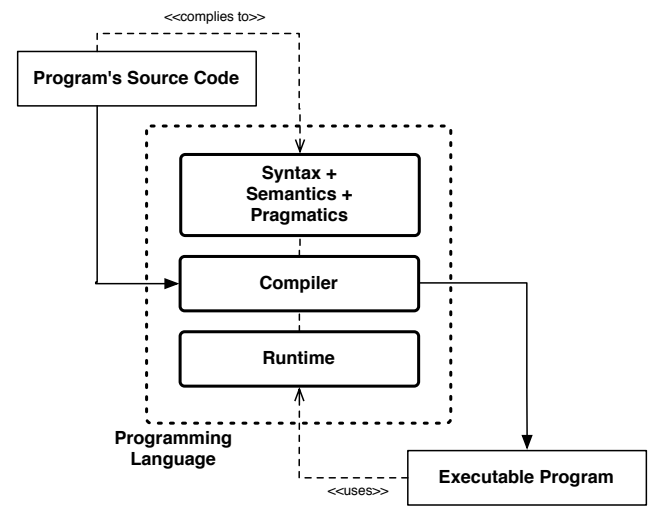 <<complies to>>
Program's Source Code
Syntax +
Semantics +
Pragmatics
Compiler
Runtime
Programming
Language
Executable Program
<<uses>>